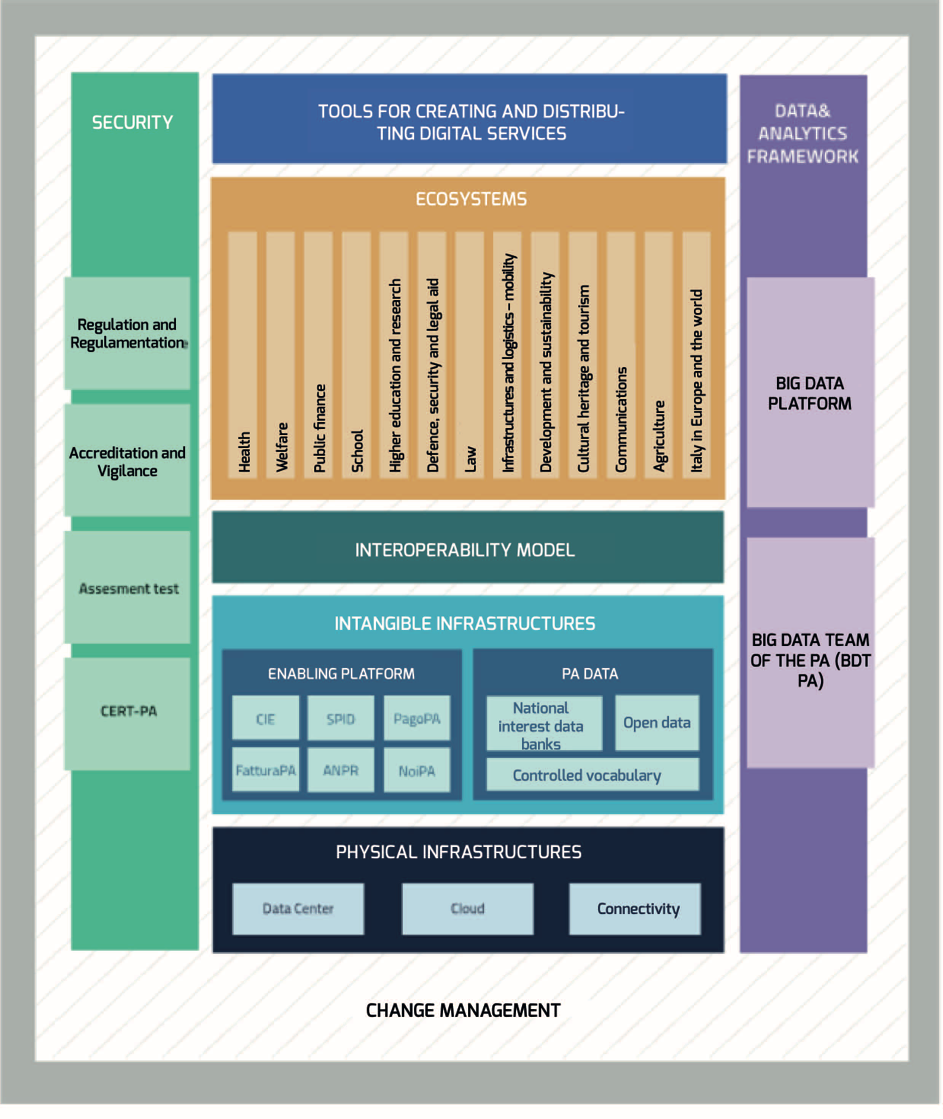 SECURITY
Regulation and
Regulamentation
Accreditation and
Vigilance
Assesment test
CERT-PA
TOOLS FOR CREATING AND DISTRIBU-
TING DIGITAL SERVICES
ECOSYSTEMS
Health
Welfare
Public finance
School
Higher education and research
Defence, security and legal aid
Law
Infrastructures and logistics – mobility
Development and sustainability
Cultural heritage and tourism
Communications
Agriculture
Italy in Europe and the world
INTEROPERABILITY MODEL
INTANGIBLE INFRASTRUCTURES
ENABLING PLATFORM
CIE
SPID
PagoPA
FatturaPA
ANPR
NoiPA
PA DATA
National
interest data
banks
Open data
Controlled vocabulary
PHYSICAL INFRASTRUCTURES
Data Center
Cloud
Connectivity
DATA&
ANALYTICS
FRAMEWORK
BIG DATA
PLATFORM
BIG DATA TEAM
OF THE PA (BDT
PA)
CHANGE MANAGEMENT